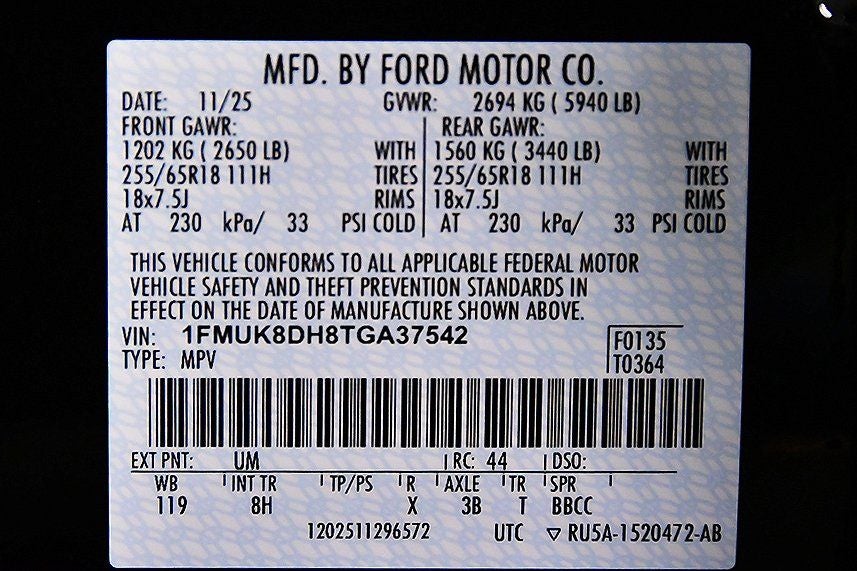 MFD. BY FORD MOTOR CO.
DATE: 11/25 GVWR: 2694 KG ( 5940 LB)
FRONT GAWR: REAR GAWR:
1202 KG ( 2650 LB) WITH 1560 KG ( 3440 LB) WITH
255/65R18 111H TIRES 255/65R18 111H TIRES
18x7.5J RIMS 18x7.5J RIMS
AT 230 kPa/ 33 PSI COLD AT 230 kPa/ 33 PSI COLD
THIS VEHICLE CONFORMS TO ALL APPLICABLE FEDERAL MOTOR
VEHICLE SAFETY AND THEFT PREVENTION STANDARDS IN
EFFECT ON THE DATE OF MANUFACTURE SHOWN ABOVE.
VIN: 1FMUK8DH8TGA37542 F0135
TYPE: MPV T0364
EXT PNT: UM RC: 44 DSO:
WB INT TR TP/PS R AXLE TR SPR
119 8H X 3B T BBCC
1202511296572 UTC ▽ RU5A-1520472-AB